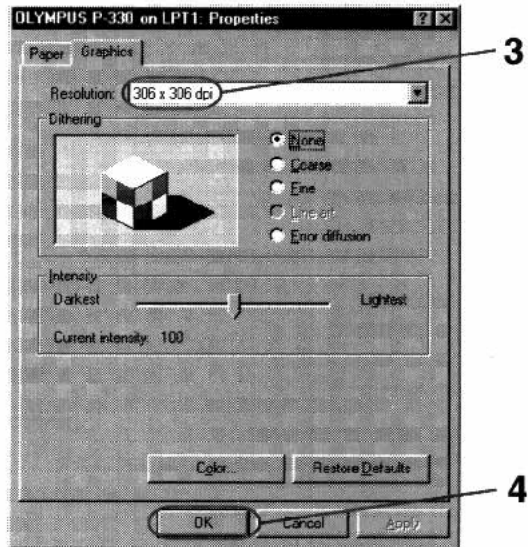 OLYMPUS P-330 on LPT1: Properties
? X
Paper Graphics
3
Resolution: 306 x 306 dpi
Dithering
None
Coarse
Fine
Line art
Error diffusion
Intensity
Darkest Lightest
Current intensity: 100
Color... Restore Defaults
4
OK Cancel Apply